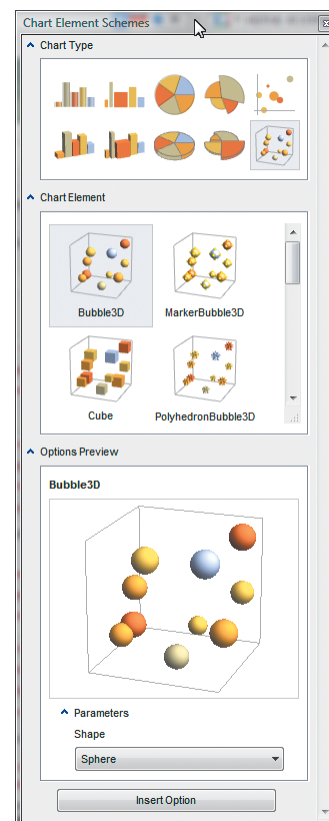 Chart Element Schemes
Chart Type
Chart Element
Bubble3D
MarkerBubble3D
Cube
PolyhedronBubble3D
Options Preview
Bubble3D
Parameters
Shape
Sphere
Insert Option